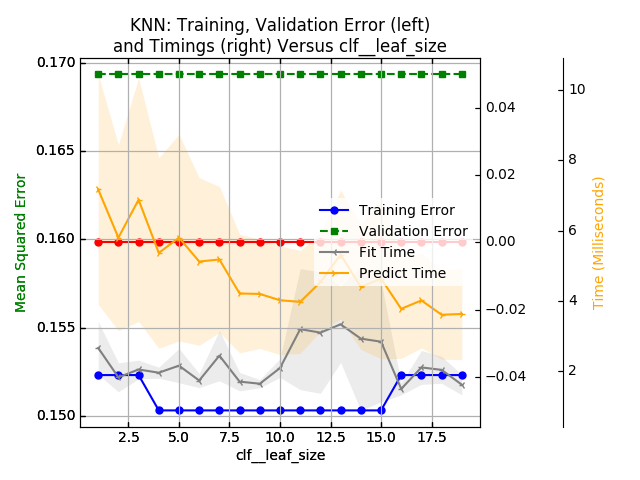 KNN: Training, Validation Error (left)
and Timings (right) Versus clf__leaf_size
Mean Squared Error
0.170
0.165
0.160
0.155
0.150
2.5 5.0 7.5 10.0 12.5 15.0 17.5
clf__leaf_size
Training Error
Validation Error
Fit Time
Predict Time
0.04
0.02
0.00
−0.02
−0.04
10
8
6
4
2
Time (Milliseconds)